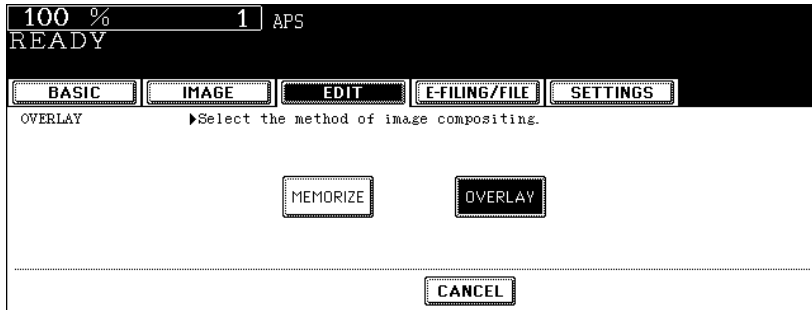 100 % 1 APS
READY
BASIC IMAGE EDIT E-FILING/FILE SETTINGS
OVERLAY ▶Select the method of image compositing.
MEMORIZE OVERLAY
CANCEL